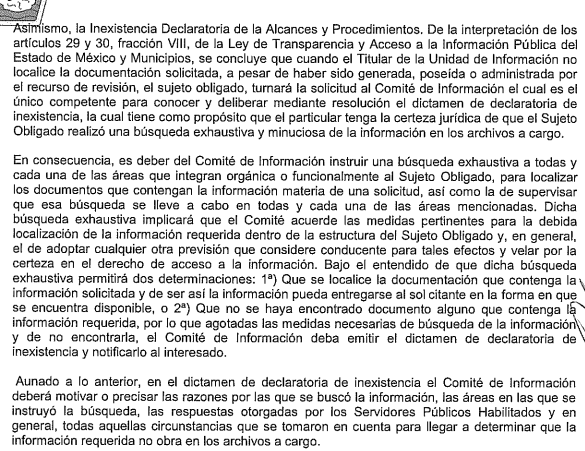 Asimismo, la Inexistencia Declaratoria de la Alcances y Procedimientos. De la interpretación de los
artículos 29 y 30, fracción VIII, de la Ley de Transparencia y Acceso a la Información Pública del
Estado de México y Municipios, se concluye que cuando el Titular de la Unidad de Información no
localice la documentación solicitada, a pesar de haber sido generada, poseída o administrada por
el recurso de revisión, el sujeto obligado, turnará la solicitud al Comité de Información el cual es el
único competente para conocer y deliberar mediante resolución el dictamen de declaratoria de
inexistencia, la cual tiene como propósito que el particular tenga la certeza jurídica de que el Sujeto
Obligado realizó una búsqueda exhaustiva y minuciosa de la información en los archivos a cargo.
En consecuencia, es deber del Comité de Información instruir una búsqueda exhaustiva a todas y
cada una de las áreas que integran orgánica o funcionalmente al Sujeto Obligado, para localizar
los documentos que contengan la información materia de una solicitud, así como la de supervisar
que esa búsqueda se lleve a cabo en todas y cada una de las áreas mencionadas. Dicha
búsqueda exhaustiva implicará que el Comité acuerde las medidas pertinentes para la debida
localización de la información requerida dentro de la estructura del Sujeto Obligado y, en general,
el de adoptar cualquier otra previsión que considere conducente para tales efectos y velar por la
certeza en el derecho de acceso a la información. Bajo el entendido de que dicha búsqueda
exhaustiva permitirá dos determinaciones: 1ª) Que se localice la documentación que contenga la
información solicitada y de ser así la información pueda entregarse al sol citante en la forma en que
se encuentra disponible, o 2ª) Que no se haya encontrado documento alguno que contenga la
información requerida, por lo que agotadas las medidas necesarias de búsqueda de la información
y de no encontrarla, el Comité de Información deba emitir el dictamen de declaratoria de
inexistencia y notificarlo al interesado.
Aunado a lo anterior, en el dictamen de declaratoria de inexistencia el Comité de Información
deberá motivar o precisar las razones por las que se buscó la información, las áreas en las que se
instruyó la búsqueda, las respuestas otorgadas por los Servidores Públicos Habilitados y en
general, todas aquellas circunstancias que se tomaron en cuenta para llegar a determinar que la
información requerida no obra en los archivos a cargo.